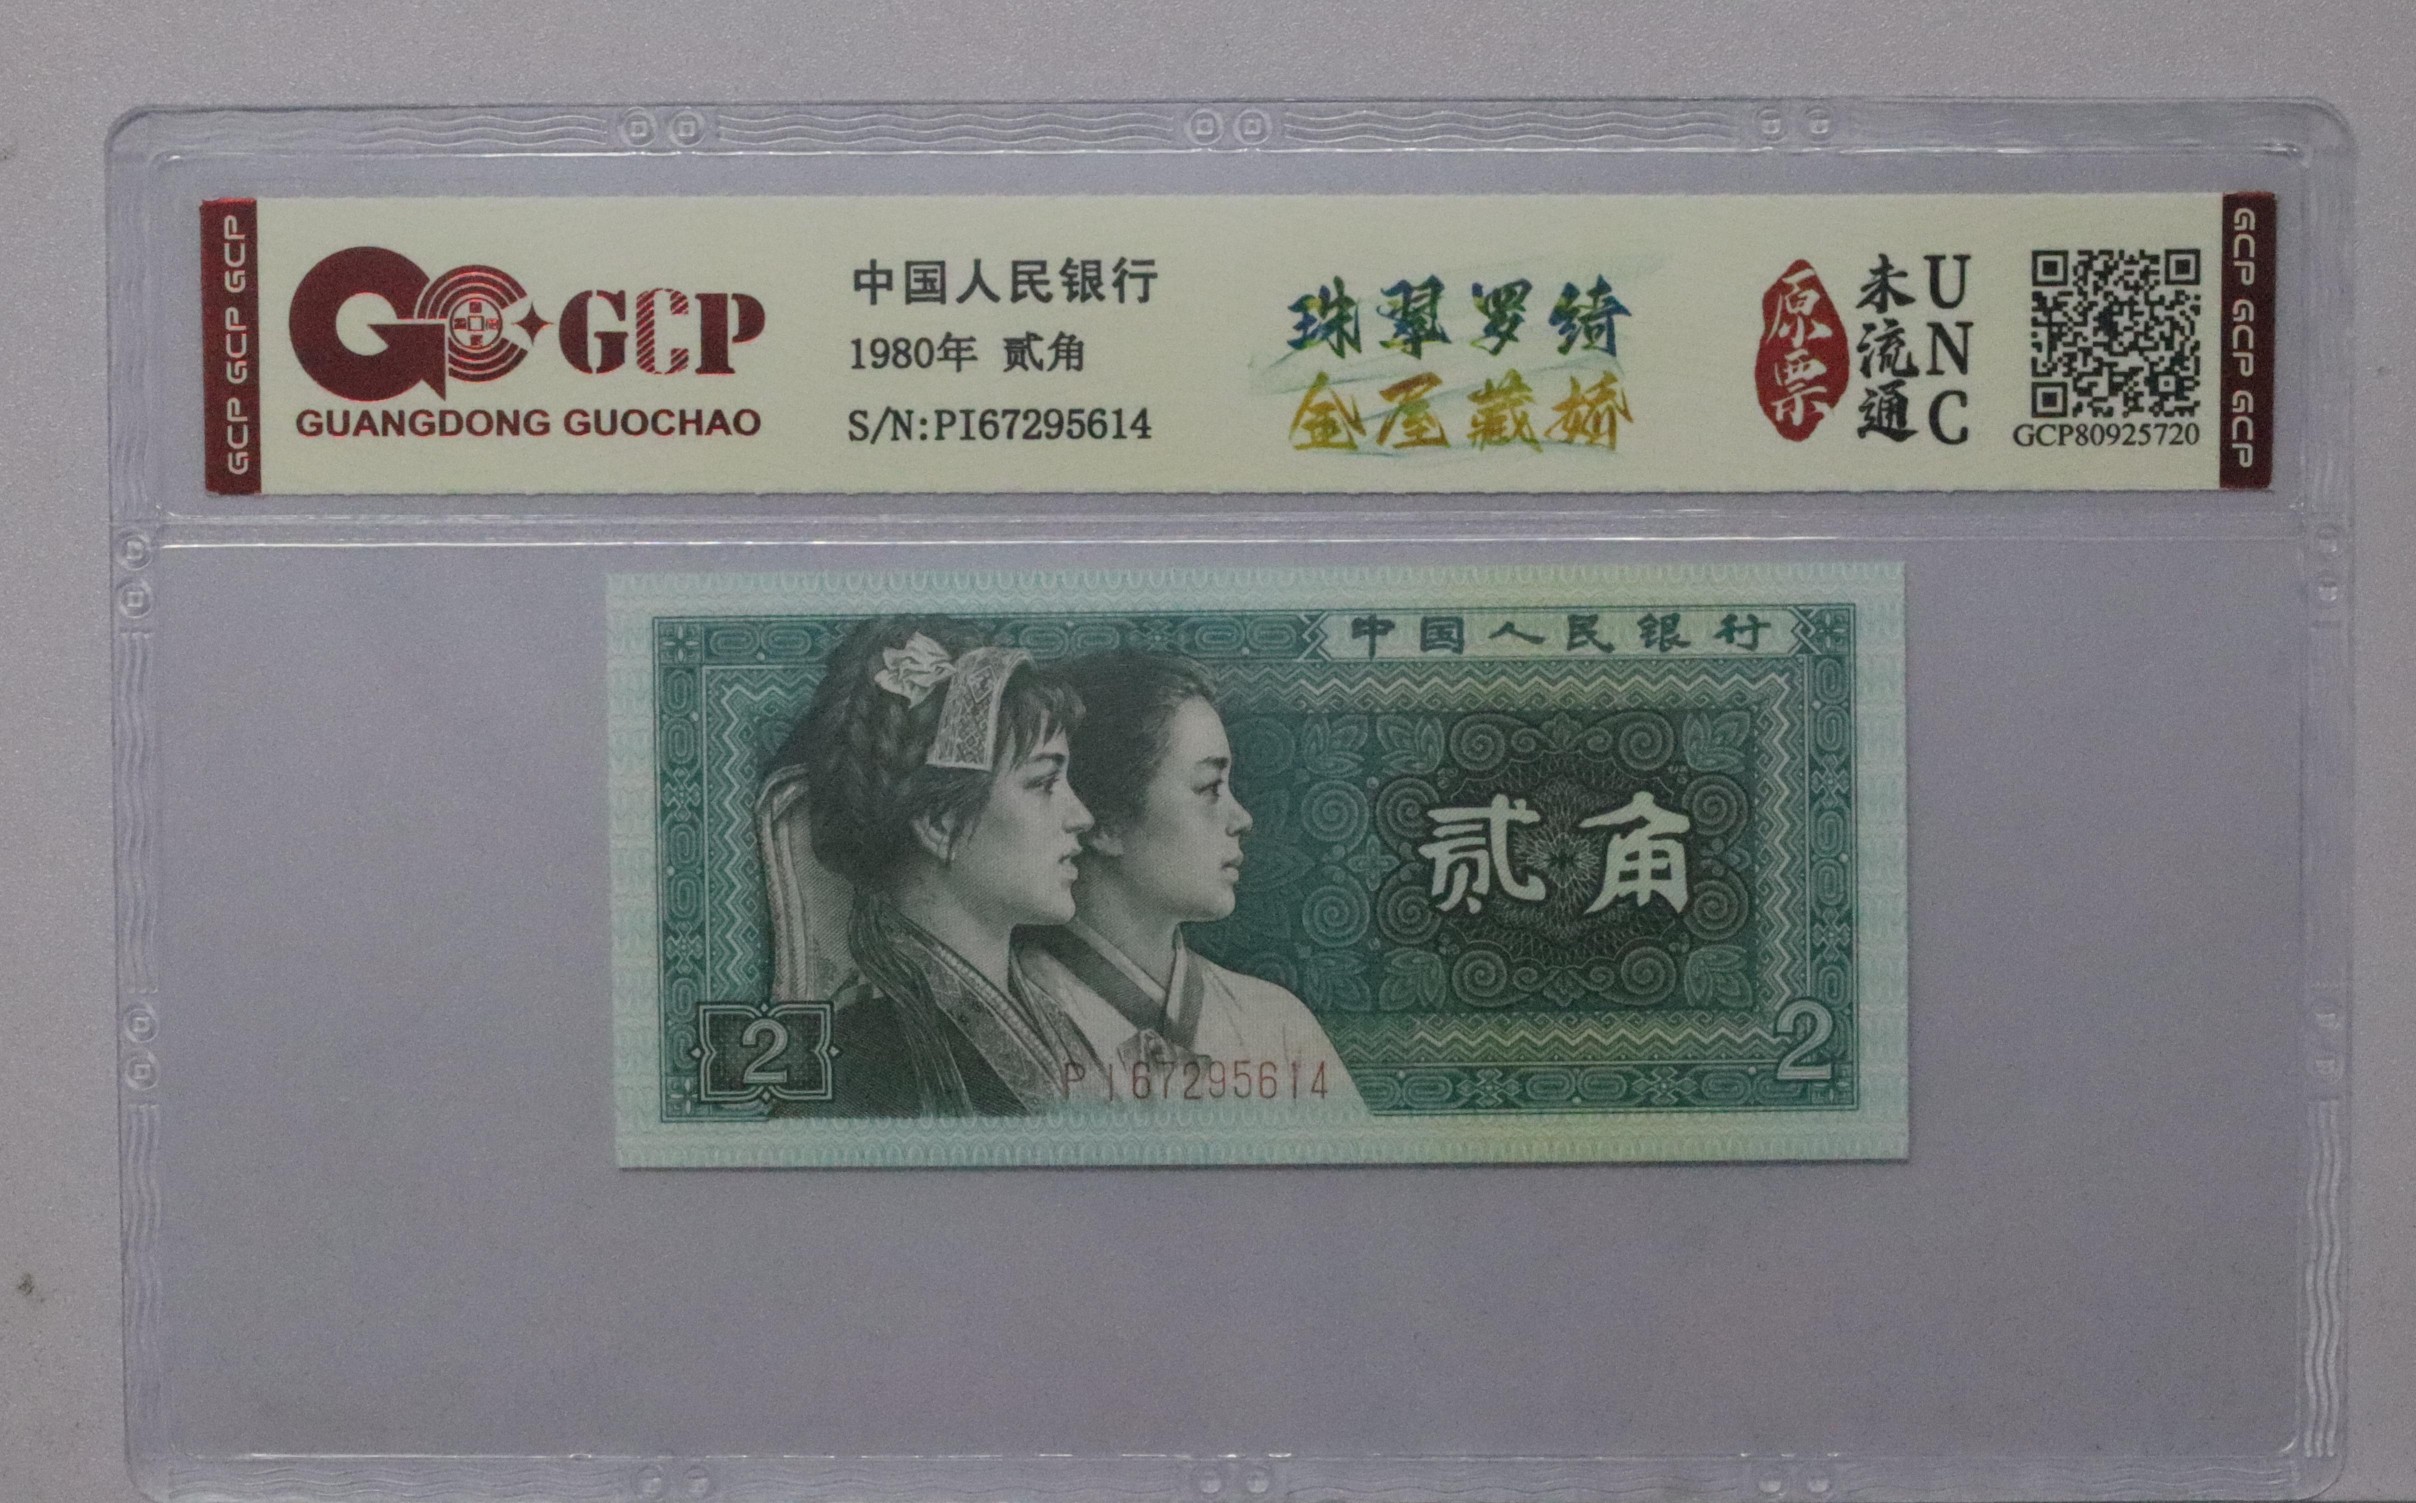 GCP GCP GCP
GCP
GUANGDONG GUOCHAO
中国人民银行
1980年 贰角
S/N:PI67295614
珠翠罗绮
金屋藏娇
原票
未流通
UNC
GCP80925720
GCP GCP GCP
中国人民银行
贰角
2
2
PI67295614